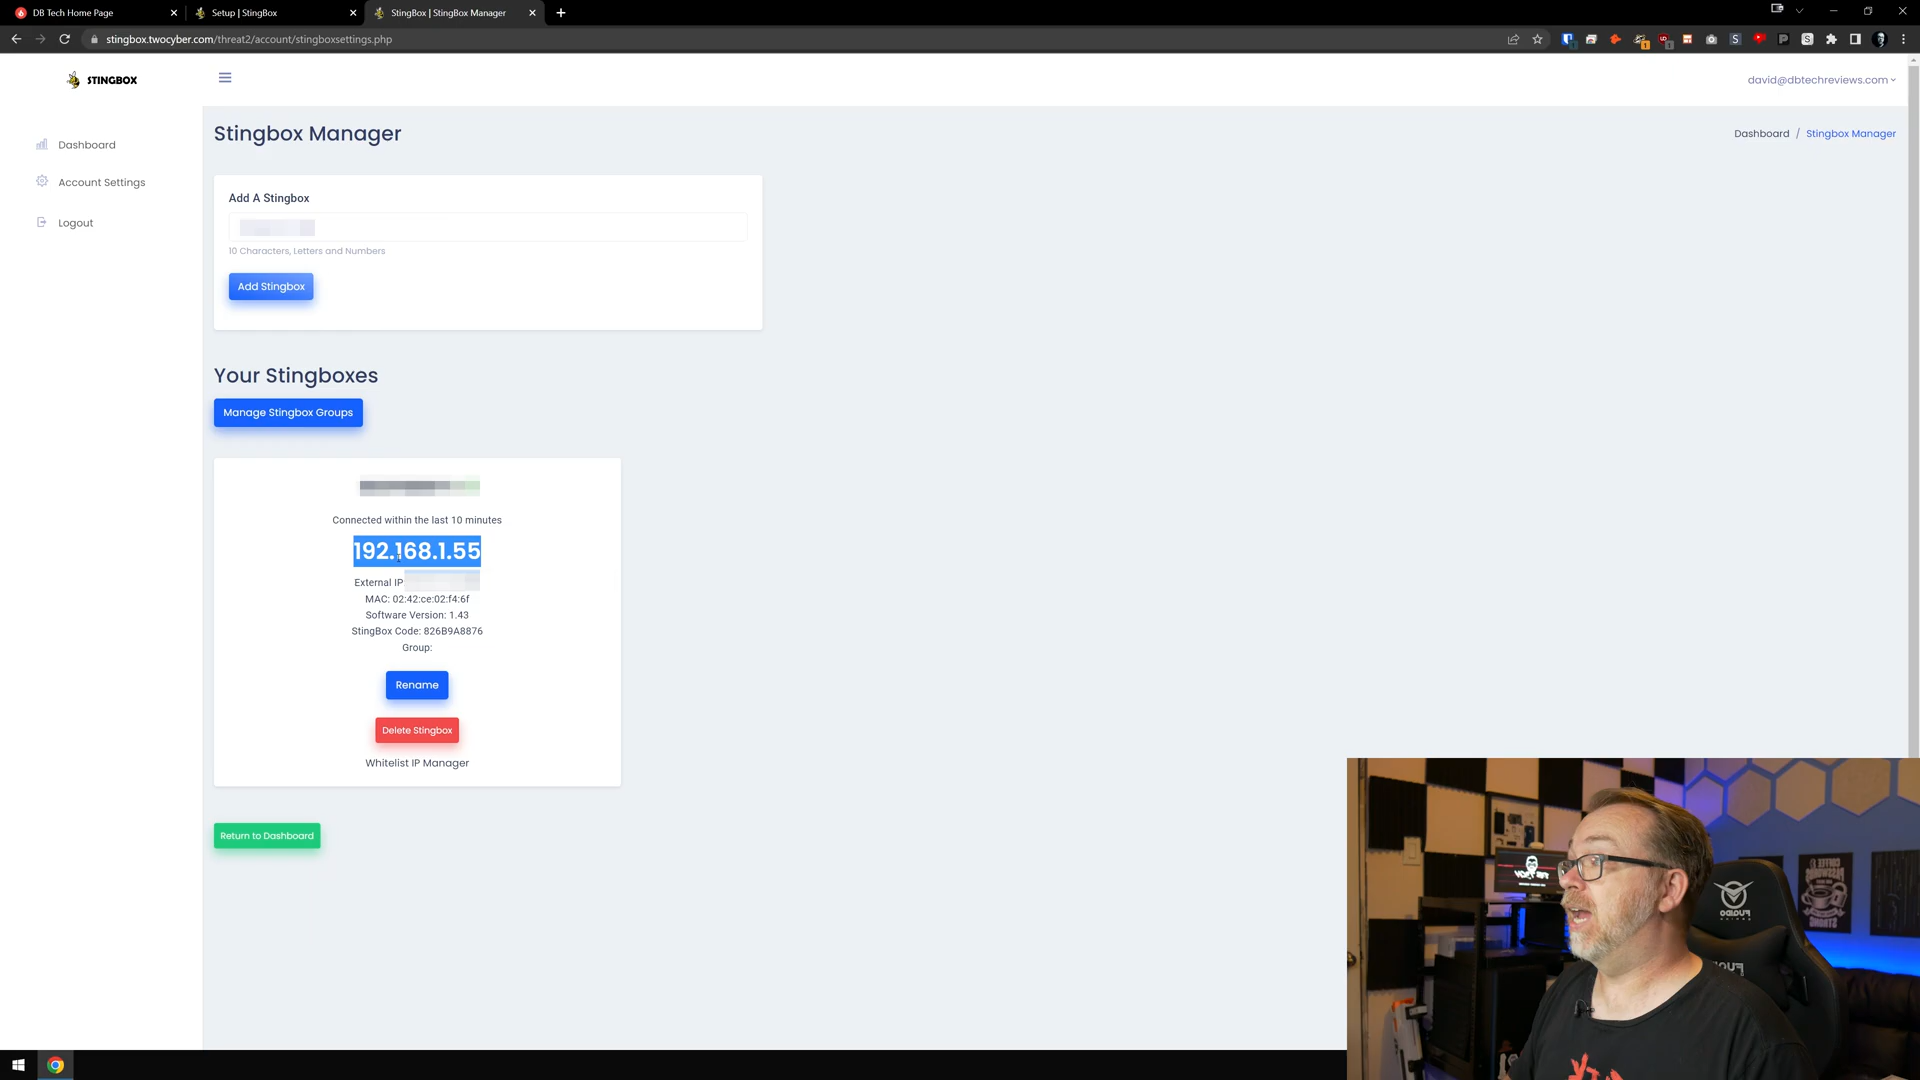 DB Tech Home Page
Setup | StingBox
StingBox | StingBox Manager
stingbox.twocyber.com/threat2/account/stingboxsettings.php
STINGBOX
david@dbtechreviews.com
Dashboard
Account Settings
Logout
Stingbox Manager
Dashboard / Stingbox Manager
Add A Stingbox
10 Characters, Letters and Numbers
Add Stingbox
Your Stingboxes
Manage Stingbox Groups
Connected within the last 10 minutes
192.168.1.55
External IP
MAC: 02:42:ce:02:f4:6f
Software Version: 1.43
StingBox Code: 826B9A8876
Group:
Rename
Delete Stingbox
Whitelist IP Manager
Return to Dashboard